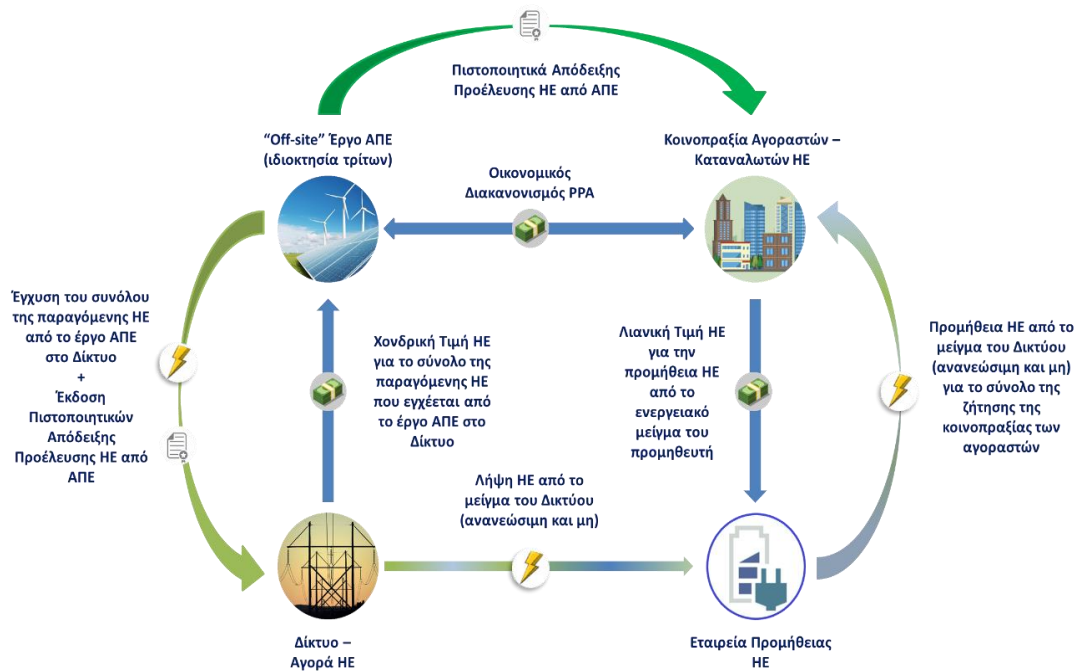 Πιστοποιητικά Απόδειξης
Προέλευσης ΗΕ από ΑΠΕ
“Off-site” Έργο ΑΠΕ
(ιδιοκτησία τρίτων)
Κοινοπραξία Αγοραστών –
Καταναλωτών ΗΕ
Οικονομικός
Διακανονισμός PPA
Έγχυση του συνόλου
της παραγόμενης ΗΕ
από το έργο ΑΠΕ
στο Δίκτυο
+
Έκδοση
Πιστοποιητικών
Απόδειξης
Προέλευσης ΗΕ από
ΑΠΕ
Χονδρική Τιμή ΗΕ
για το σύνολο της
παραγόμενης ΗΕ
που εγχέεται από
το έργο ΑΠΕ στο
Δίκτυο
Λιανική Τιμή ΗΕ
για την
προμήθεια ΗΕ
από το
ενεργειακό
μείγμα του
προμηθευτή
Προμήθεια ΗΕ από το
μείγμα του Δικτύου
(ανανεώσιμη και μη)
για το σύνολο της
ζήτησης της
κοινοπραξίας των
αγοραστών
Λήψη ΗΕ από το
μείγμα του Δικτύου
(ανανεώσιμη και μη)
Δίκτυο –
Αγορά ΗΕ
Εταιρεία Προμήθειας
ΗΕ